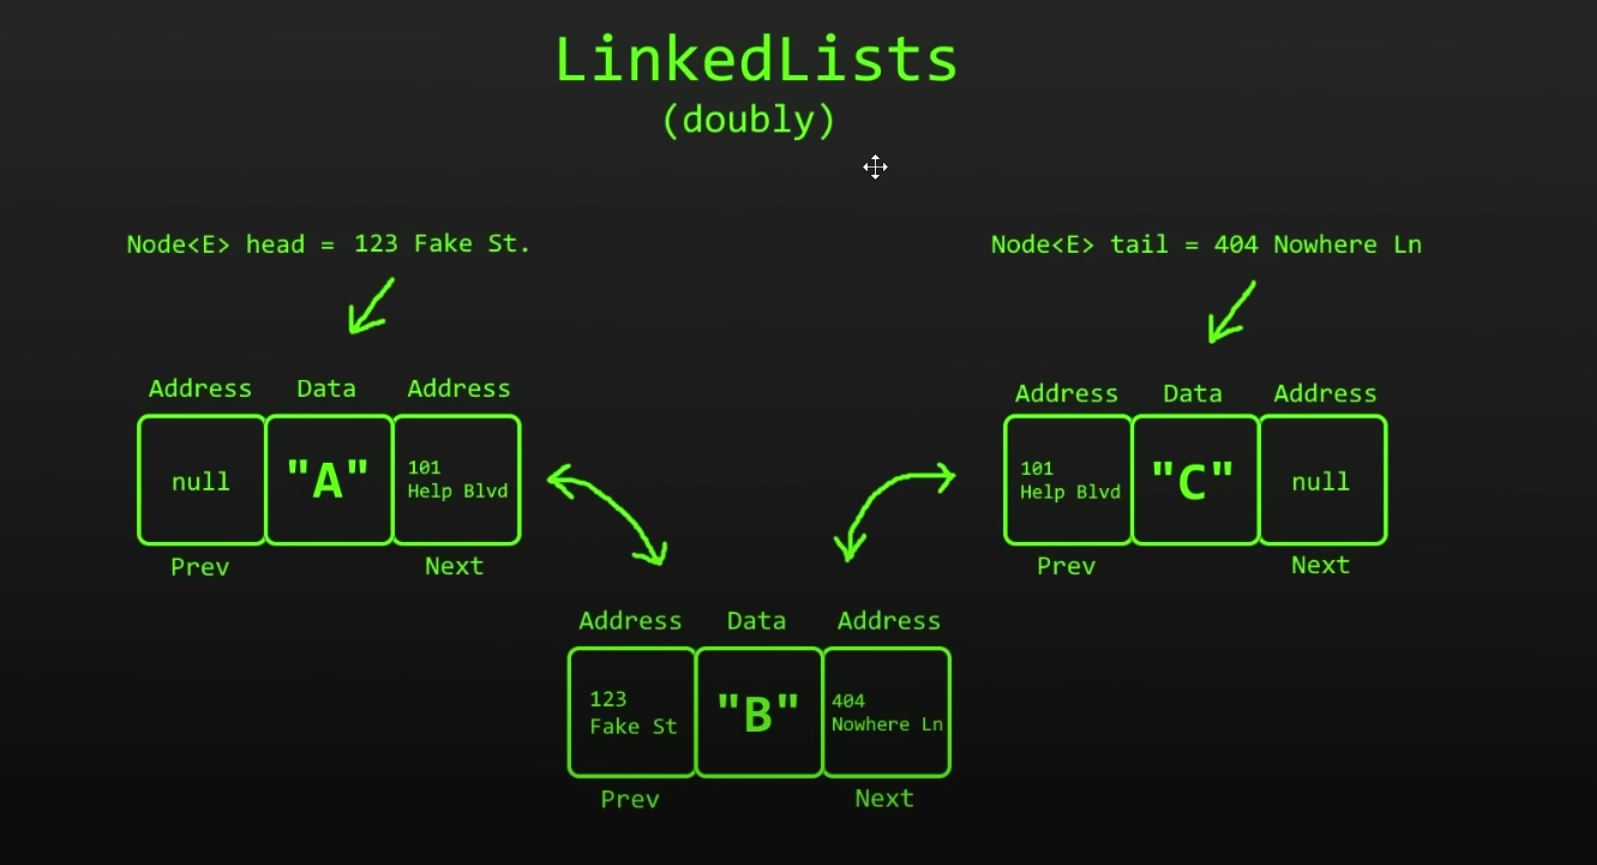 LinkedLists
(doubly)
Node<E> head = 123 Fake St.
Node<E> tail = 404 Nowhere Ln
Address Data Address
null "A" 101
Help Blvd
Prev Next
Address Data Address
101
Help Blvd "C" null
Prev Next
Address Data Address
123
Fake St "B" 404
Nowhere Ln
Prev Next